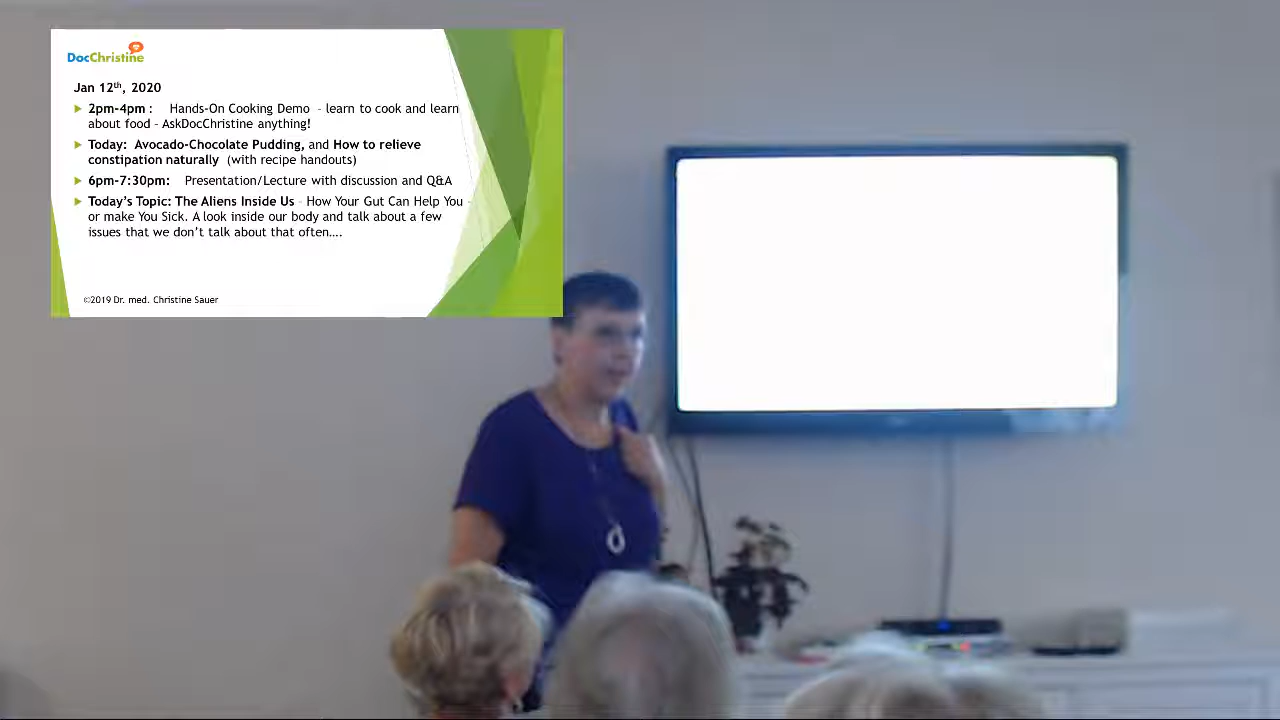 DocChristine
Jan 12th, 2020
2pm-4pm : Hands-On Cooking Demo - learn to cook and learn
about food – AskDocChristine anything!
Today: Avocado-Chocolate Pudding, and How to relieve
constipation naturally (with recipe handouts)
6pm-7:30pm: Presentation/Lecture with discussion and Q&A
Today's Topic: The Aliens Inside Us – How Your Gut Can Help You -
or make You Sick. A look inside our body and talk about a few
issues that we don't talk about that often....
©2019 Dr. med. Christine Sauer